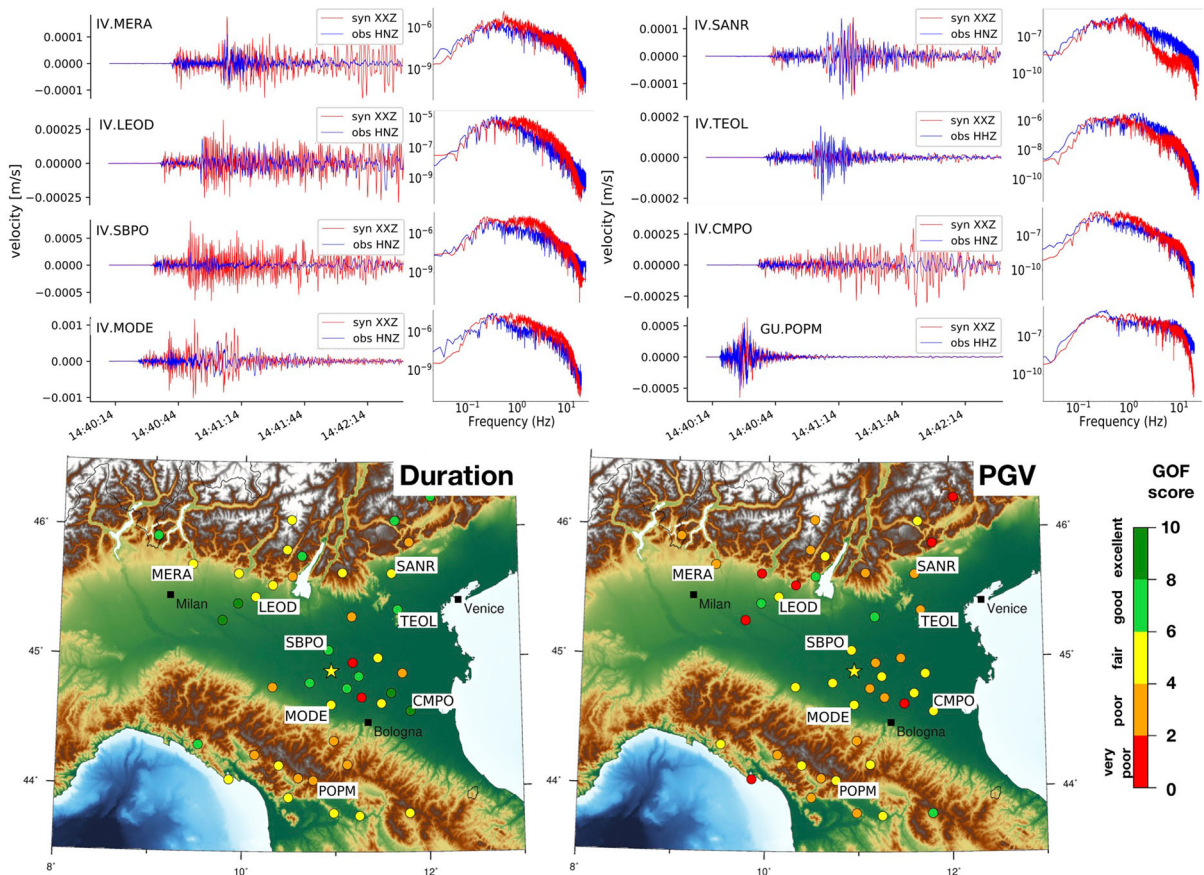 IV.MERA
syn XXZ
obs HNZ
0.0001
0.0000
−0.0001
10⁻⁶
10⁻⁹
IV.SANR
syn XXZ
obs HNZ
0.0001
0.0000
−0.0001
10⁻⁷
10⁻¹⁰
IV.LEOD
syn XXZ
obs HNZ
0.00025
0.00000
−0.00025
10⁻⁵
10⁻⁷
10⁻⁹
IV.TEOL
syn XXZ
obs HHZ
0.0002
0.0000
−0.0002
10⁻⁶
10⁻⁸
10⁻¹⁰
velocity [m/s]
velocity [m/s]
IV.SBPO
syn XXZ
obs HNZ
0.0005
0.0000
−0.0005
10⁻⁶
10⁻⁹
IV.CMPO
syn XXZ
obs HNZ
0.00025
0.00000
−0.00025
10⁻⁷
10⁻¹⁰
IV.MODE
syn XXZ
obs HNZ
0.001
0.000
−0.001
10⁻⁶
10⁻⁹
GU.POPM
syn XXZ
obs HHZ
0.0005
0.0000
−0.0005
10⁻⁷
10⁻¹⁰
14:40:14
14:40:44
14:41:14
14:41:44
14:42:14
10⁻¹ 10⁰ 10¹
Frequency (Hz)
14:40:14
14:40:44
14:41:14
14:41:44
14:42:14
10⁻¹ 10⁰ 10¹
Frequency (Hz)
Duration
46°
45°
44°
8° 10° 12°
MERA
SANR
Milan
LEOD
Venice
TEOL
SBPO
CMPO
MODE
Bologna
POPM
PGV
46°
45°
44°
8° 10° 12°
MERA
SANR
Milan
LEOD
Venice
TEOL
SBPO
CMPO
MODE
Bologna
POPM
GOF
score
excellent
good
fair
poor
very
poor
10
8
6
4
2
0